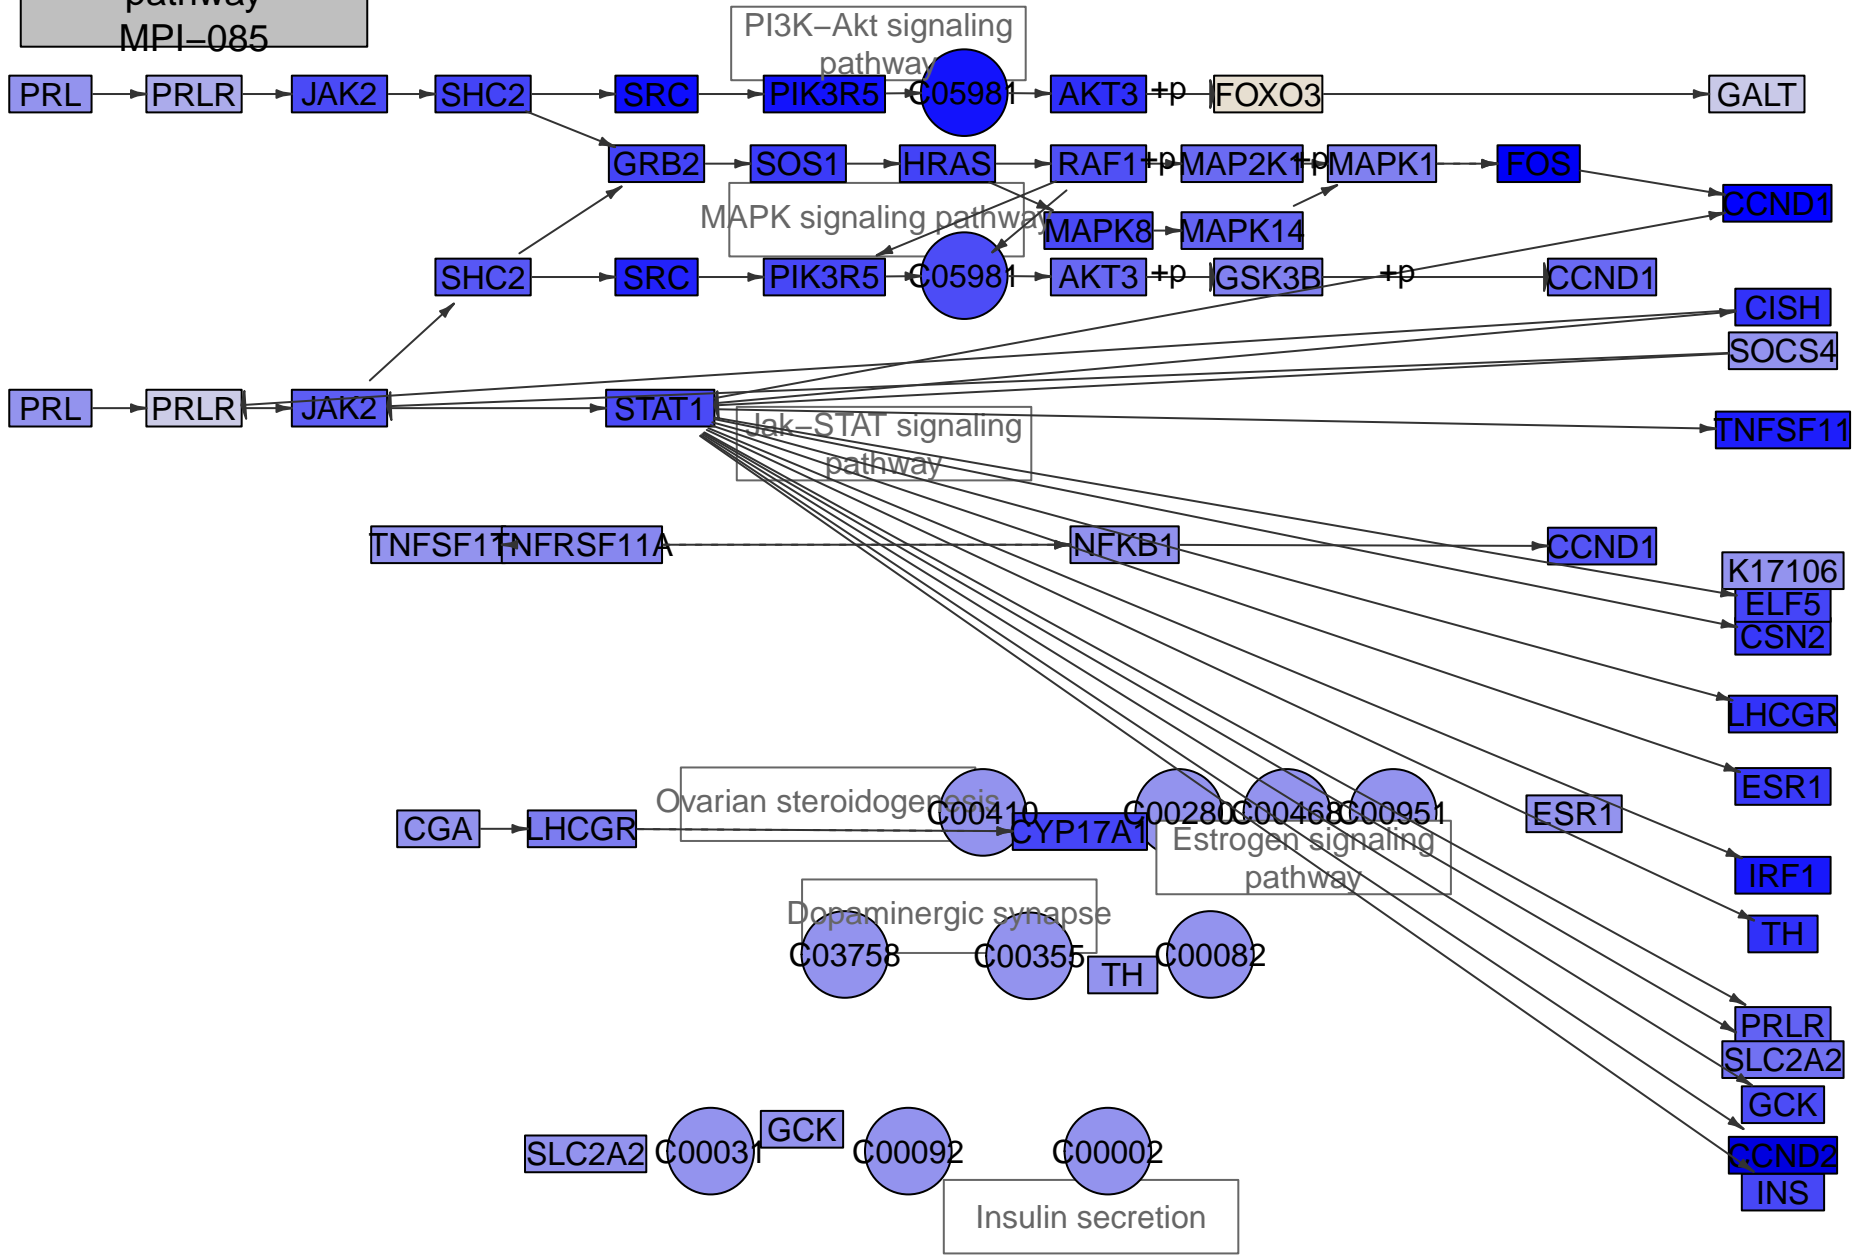 pathway
MPI−085
PI3K−Akt signaling
pathway
PRL
PRLR
JAK2
SHC2
SRC
PIK3R5
C05981
AKT3
+p
FOXO3
GALT
GRB2
SOS1
HRAS
RAF1
+p
MAP2K1
+p
MAPK1
FOS
CCND1
MAPK signaling pathway
MAPK8
MAPK14
SHC2
SRC
PIK3R5
C05981
AKT3
+p
GSK3B
+p
CCND1
CISH
SOCS4
PRL
PRLR
JAK2
STAT1
Jak−STAT signaling
pathway
TNFSF11
TNFSF11
TNFRSF11A
NFKB1
CCND1
K17106
ELF5
CSN2
LHCGR
ESR1
Ovarian steroidogenesis
C00410
C00280
C00468
C00951
ESR1
CGA
LHCGR
CYP17A1
Estrogen signaling
pathway
IRF1
Dopaminergic synapse
TH
C03758
C00355
TH
C00082
PRLR
SLC2A2
GCK
SLC2A2
C00031
GCK
C00092
C00002
CCND2
INS
Insulin secretion